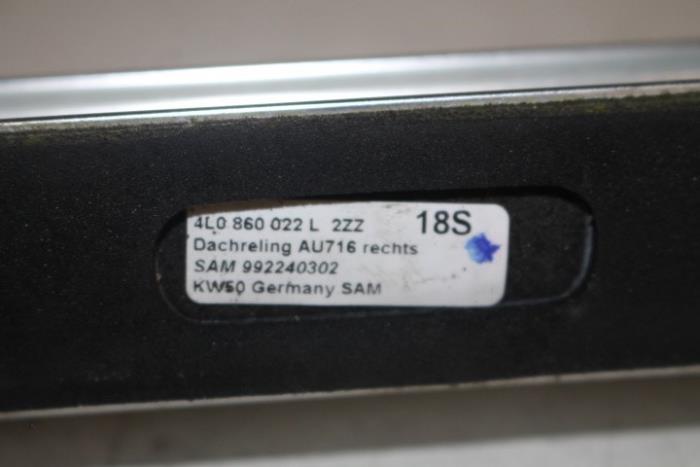 4L0 860 022 L 2ZZ 18S
Dachreling AU716 rechts
SAM 992240302
KW50 Germany SAM